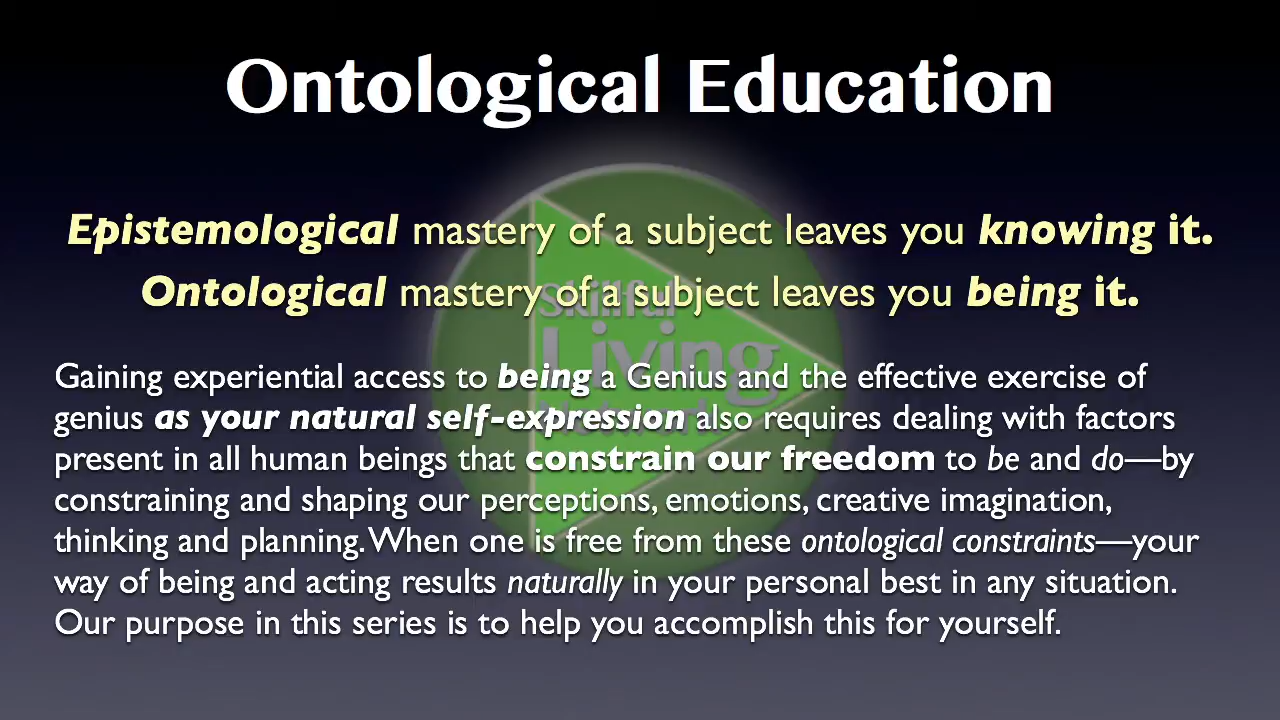 Ontological Education
Epistemological mastery of a subject leaves you knowing it.
Ontological mastery of a subject leaves you being it.
Skillful
Living
Network
Gaining experiential access to being a Genius and the effective exercise of
genius as your natural self-expression also requires dealing with factors
present in all human beings that constrain our freedom to be and do—by
constraining and shaping our perceptions, emotions, creative imagination,
thinking and planning. When one is free from these ontological constraints—your
way of being and acting results naturally in your personal best in any situation.
Our purpose in this series is to help you accomplish this for yourself.